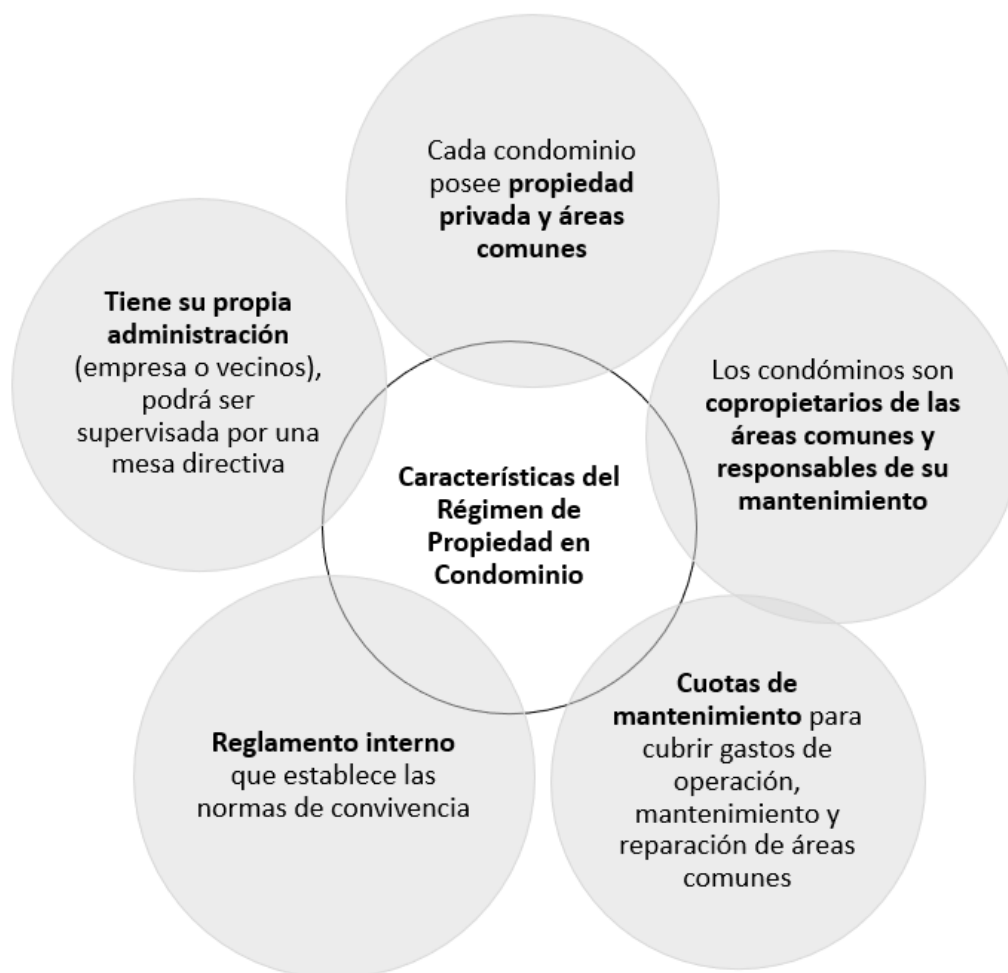 Cada condominio
posee propiedad
privada y áreas
comunes
Tiene su propia
administración
(empresa o vecinos),
podrá ser
supervisada por una
mesa directiva
Los condóminos son
copropietarios de las
áreas comunes y
responsables de su
mantenimiento
Característícas del
Régimen de
Propiedad en
Condominio
Reglamento interno
que establece las
normas de convivencia
Cuotas de
mantenimiento para
cubrir gastos de
operación,
mantenimiento y
reparación de áreas
comunes